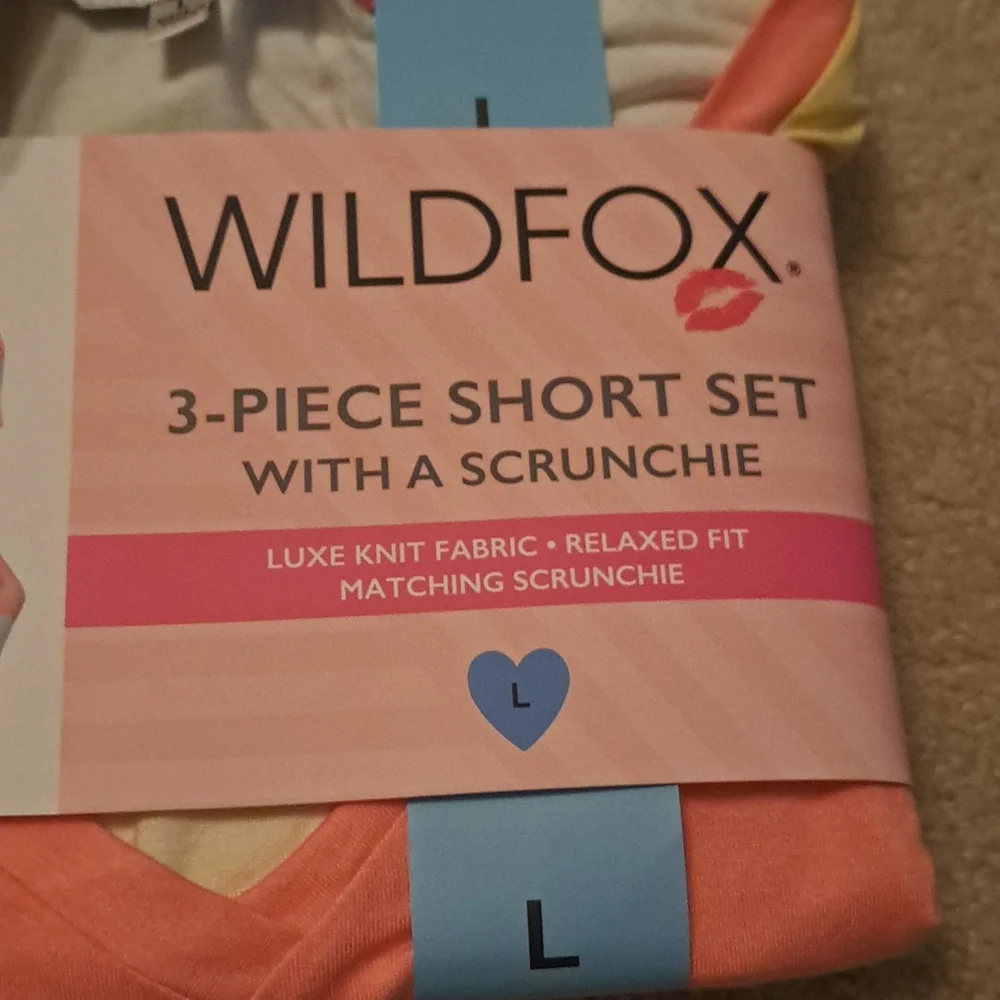 L
WILDFOX®
3-PIECE SHORT SET
WITH A SCRUNCHIE
LUXE KNIT FABRIC • RELAXED FIT
MATCHING SCRUNCHIE
L
L